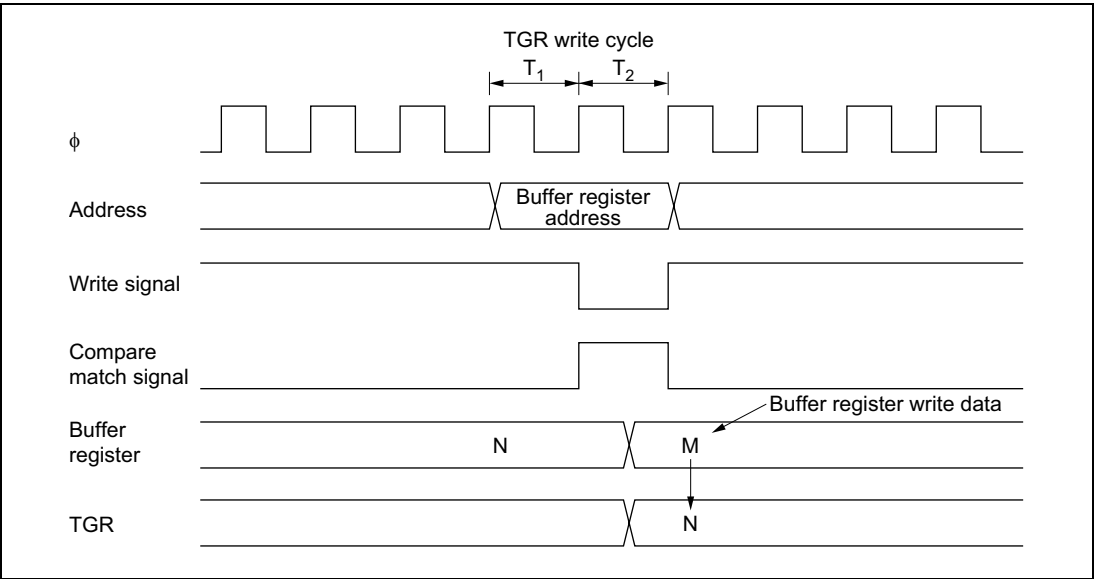 TGR write cycle
T1 T2
ϕ
Address
Buffer register
address
Write signal
Compare
match signal
Buffer register write data
Buffer
register
N M
TGR
N